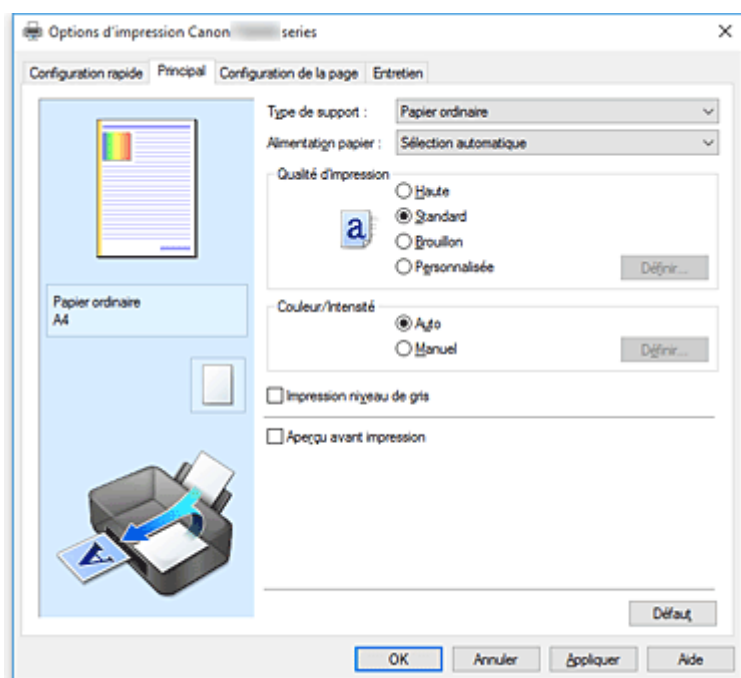 Options d'impression Canon series
Configuration rapide Principal Configuration de la page Entretien
Type de support : Papier ordinaire
Alimentation papier : Sélection automatique
Qualité d'impression
Haute
Standard
Brouillon
Personnalisée Définir...
a
Papier ordinaire
A4
Couleur/Intensité
Auto
Manuel Définir...
Impression niveau de gris
Aperçu avant impression
A
Défaut
OK Annuler Appliquer Aide